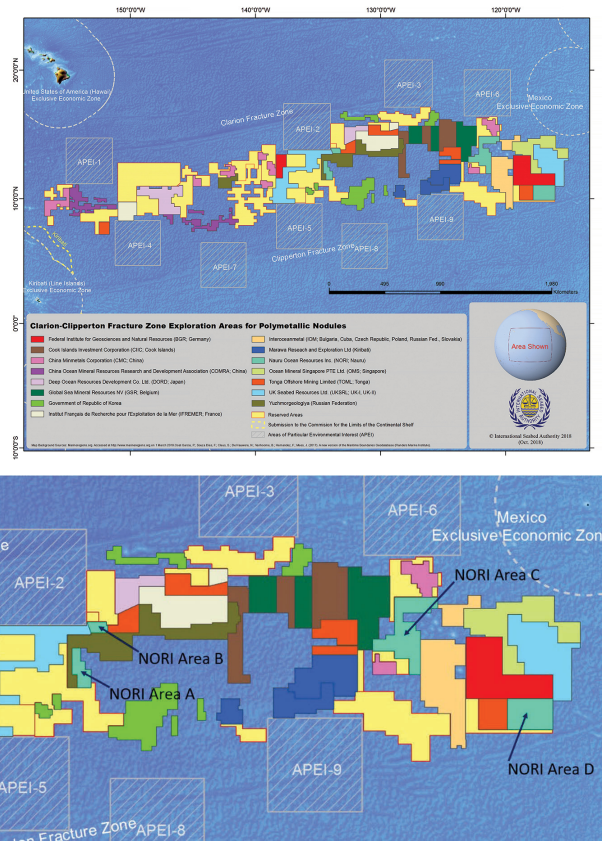 150°0'0"W
140°0'0"W
130°0'0"W
120°0'0"W
20°0'0"N
10°0'0"N
0°0'0"
10°0'0"S
United States of America (Hawaii)
Exclusive Economic Zone
APEI-3
APEI-6
Mexico
Exclusive Economic Zone
Clarion Fracture Zone
APEI-2
APEI-1
APEI-9
APEI-5
Clipperton Fracture Zone
APEI-8
APEI-4
APEI-7
Kiribati
Kiribati (Line Islands)
Exclusive Economic Zone
Kilometers
Clarion-Clipperton Fracture Zone Exploration Areas for Polymetallic Nodules
Federal Institute for Geosciences and Natural Resources (BGR; Germany)
Cook Islands Investment Corporation (CIIC; Cook Islands)
China Minmetals Corporation (CMC; China)
China Ocean Mineral Resources Research and Development Association (COMRA; China)
Deep Ocean Resources Development Co. Ltd. (DORD; Japan)
Global Sea Mineral Resources NV (GSR; Belgium)
Government of Republic of Korea
Institut Français de Recherche pour l'Exploitation de la Mer (IFREMER; France)
Interoceanmetal (IOM; Bulgaria, Cuba, Czech Republic, Poland, Russian Fed., Slovakia)
Marawa Research and Exploration Ltd (Kiribati)
Nauru Ocean Resources Inc. (NORI; Nauru)
Ocean Mineral Singapore PTE Ltd. (OMS; Singapore)
Tonga Offshore Mining Limited (TOML; Tonga)
UK Seabed Resources Ltd. (UKSRL; UK-I, UK-II)
Yuzhmorgeologiya (Russian Federation)
Reserved Areas
Submission to the Commission for the Limits of the Continental Shelf
Areas of Particular Environmental Interest (APEI)
Area Shown
© International Seabed Authority 2018
(Oct. 2018)
APEI-3
APEI-6
Mexico
Exclusive Economic Zon
e
APEI-2
NORI Area C
NORI Area B
NORI Area A
APEI-9
NORI Area D
APEI-5
APEI-8
on Fracture Zone